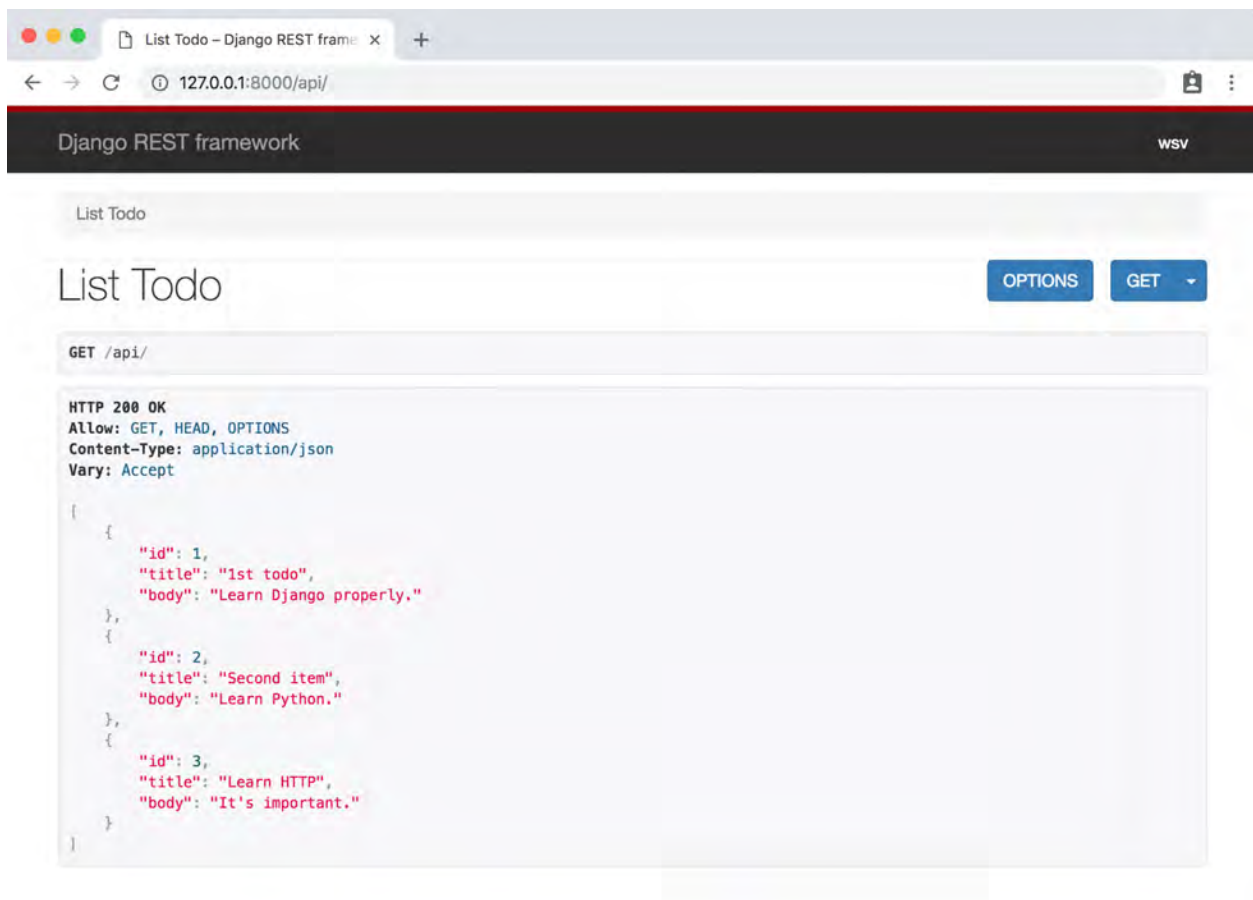 List Todo – Django REST frame
127.0.0.1:8000/api/
Django REST framework
wsv
List Todo
List Todo
OPTIONS
GET
GET /api/
HTTP 200 OK
Allow: GET, HEAD, OPTIONS
Content-Type: application/json
Vary: Accept
[
    {
        "id": 1,
        "title": "1st todo",
        "body": "Learn Django properly."
    },
    {
        "id": 2,
        "title": "Second item",
        "body": "Learn Python."
    },
    {
        "id": 3,
        "title": "Learn HTTP",
        "body": "It's important."
    }
]